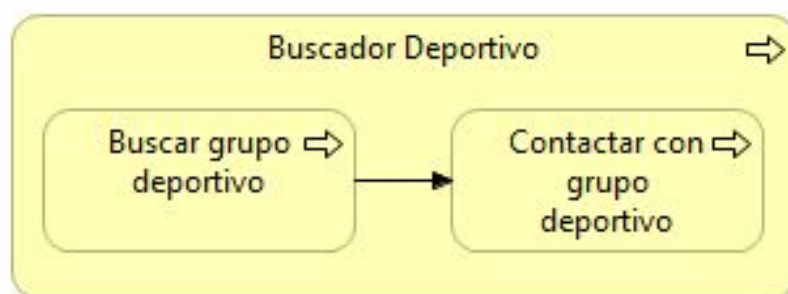 Buscador Deportivo
Buscar grupo
deportivo
Contactar con
grupo
deportivo